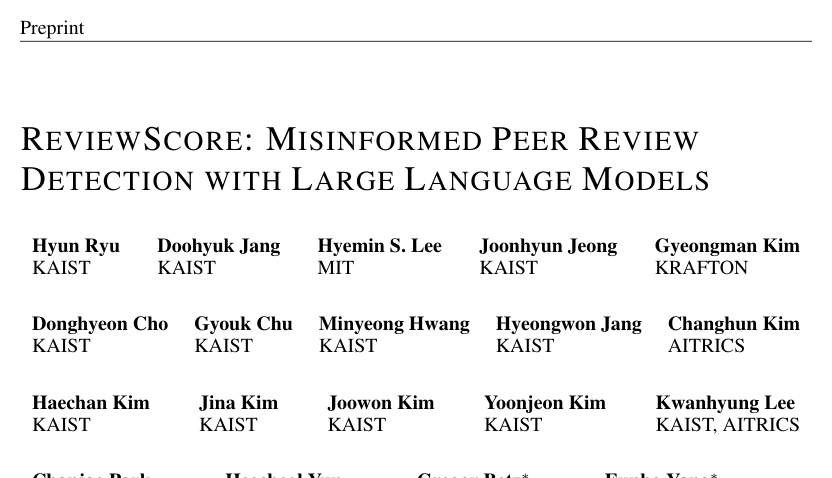 Preprint
REVIEWSCORE: MISINFORMED PEER REVIEW
DETECTION WITH LARGE LANGUAGE MODELS
Hyun Ryu Doohyuk Jang Hyemin S. Lee Joonhyun Jeong Gyeongman Kim
KAIST KAIST MIT KAIST KRAFTON
Donghyeon Cho Gyouk Chu Minyeong Hwang Hyeongwon Jang Changhun Kim
KAIST KAIST KAIST KAIST AITRICS
Haechan Kim Jina Kim Joowon Kim Yoonjeon Kim Kwanhyung Lee
KAIST KAIST KAIST KAIST KAIST, AITRICS